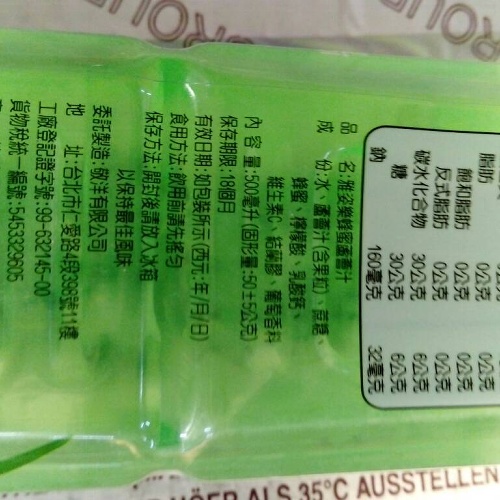 脂肪 0公克 0公克
飽和脂肪 0公克 0公克
反式脂肪 0公克 0公克
碳水化合物 30公克 6公克
糖 30公克 6公克
鈉 160毫克 32毫克
品 名:雅姿樂蜂蜜蘆薈汁
成 份:水、蘆薈汁(含果粒)、蔗糖、
蜂蜜、檸檬酸、乳酸鈣、
維生素C、結蘭膠、葡萄香料
內 容 量:500毫升(固形量:50±5公克)
保存期限:18個月
有效日期:如包裝所示(西元:年/月/日)
食用方法:飲用前請先搖勻
保存方法:開封後請放入冰箱
以保持最佳風味
委託製造:敬洋有限公司
地 址:台北市仁愛路4段398號11樓
工廠登記證字號:99-632145-00
貨物稅統一編號:545329505
HÖHER ALS 35°C AUSSTELLEN